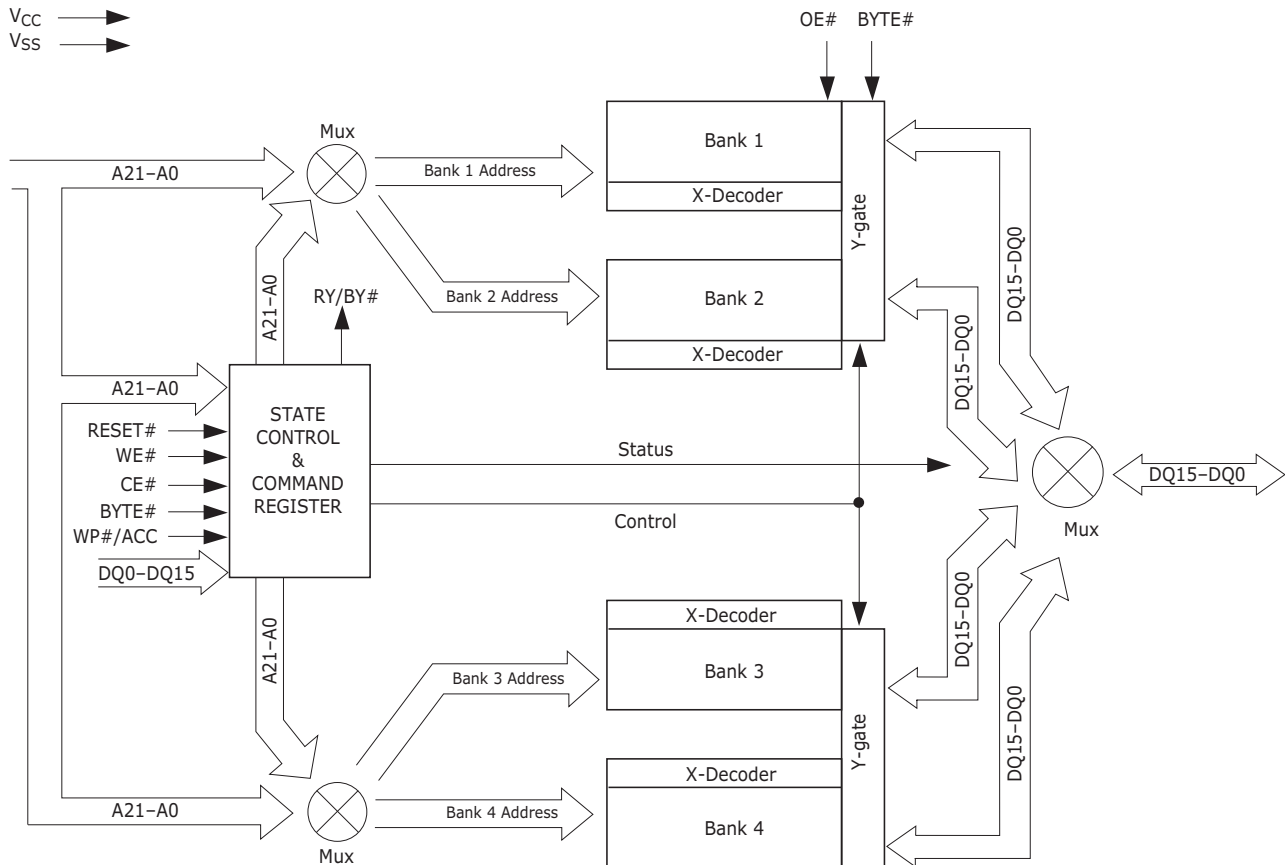 VCC
VSS
OE# BYTE#
Mux
A21–A0
Bank 1 Address
Bank 1
X-Decoder
Y-gate
DQ15–DQ0
A21–A0
RY/BY#
Bank 2 Address
Bank 2
X-Decoder
DQ15–DQ0
A21–A0
RESET#
WE#
CE#
BYTE#
WP#/ACC
DQ0–DQ15
STATE
CONTROL
&
COMMAND
REGISTER
Status
Control
DQ15–DQ0
Mux
A21–A0
Bank 3 Address
X-Decoder
Bank 3
DQ15–DQ0
Y-gate
DQ15–DQ0
A21–A0
Mux
Bank 4 Address
X-Decoder
Bank 4